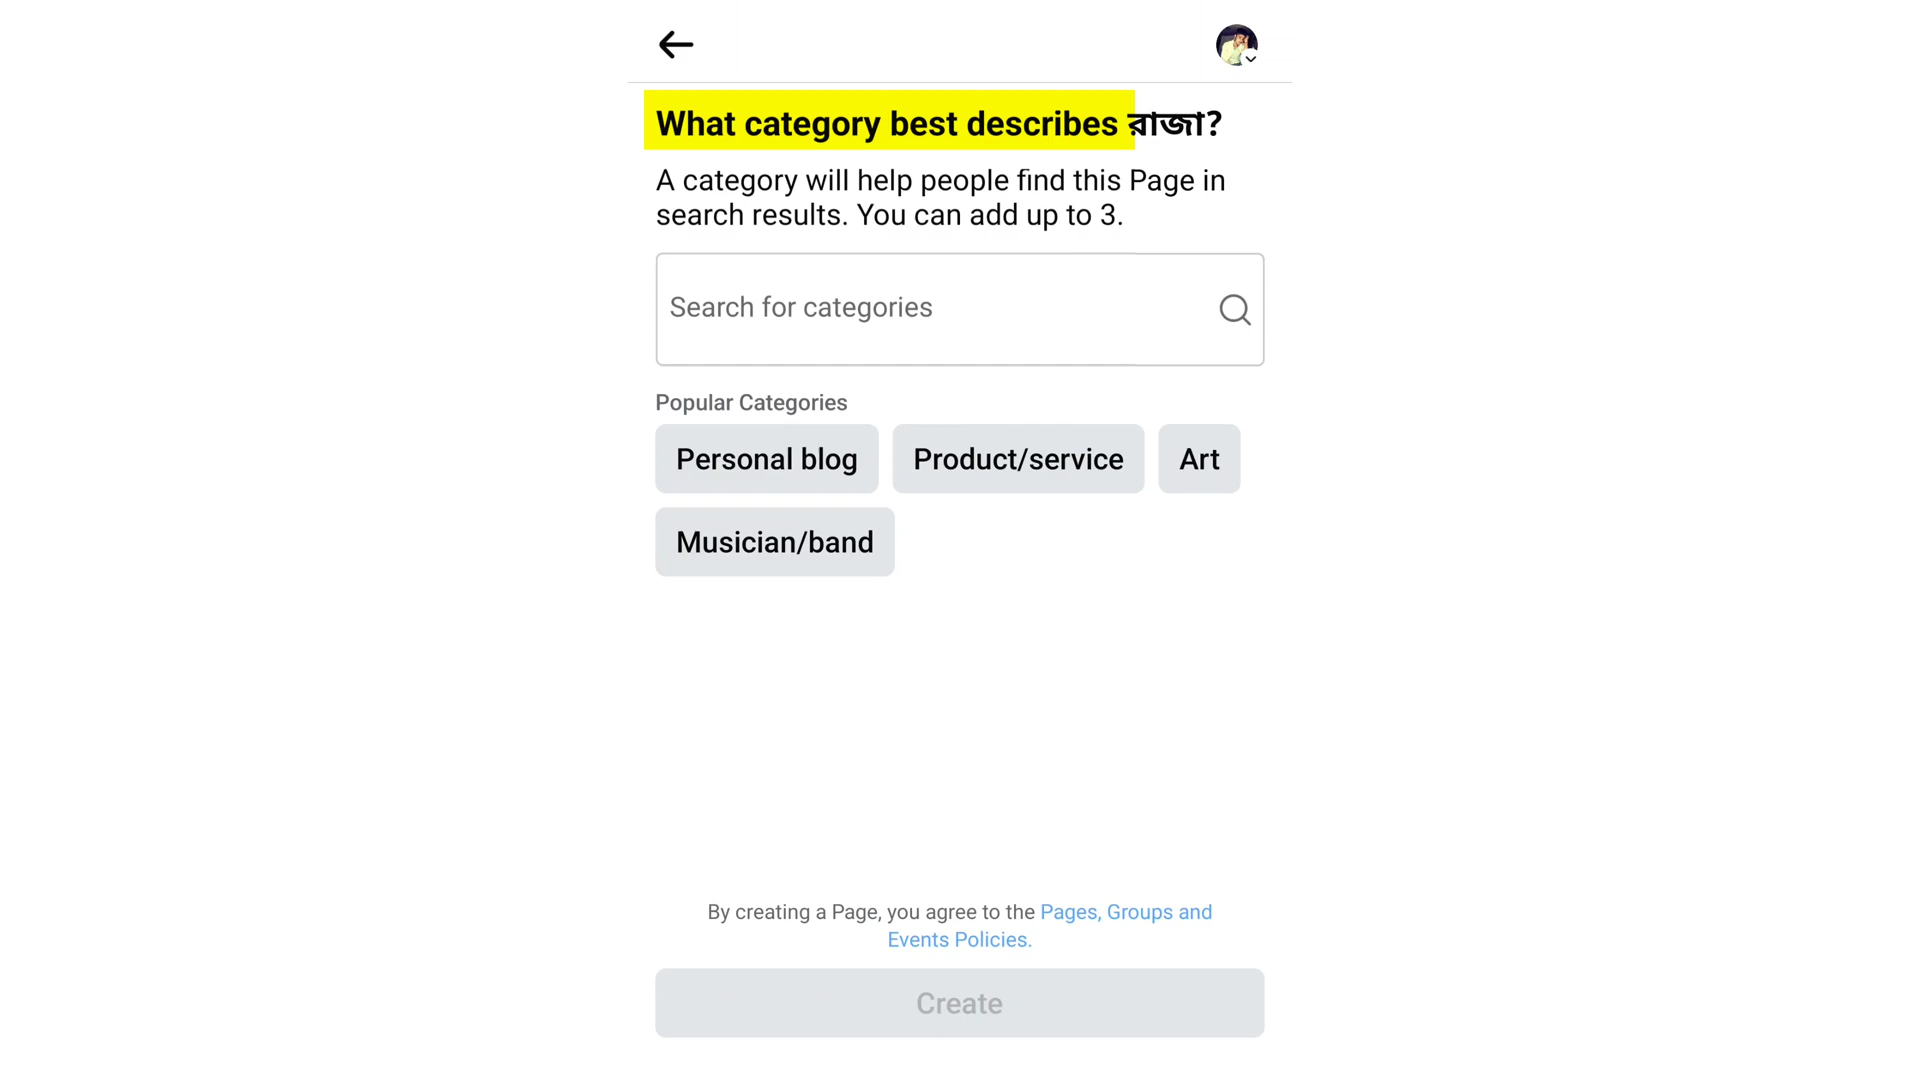 What category best describes রাজা?
A category will help people find this Page in
search results. You can add up to 3.
Search for categories
Popular Categories
Personal blog Product/service Art
Musician/band
By creating a Page, you agree to the Pages, Groups and
Events Policies.
Create